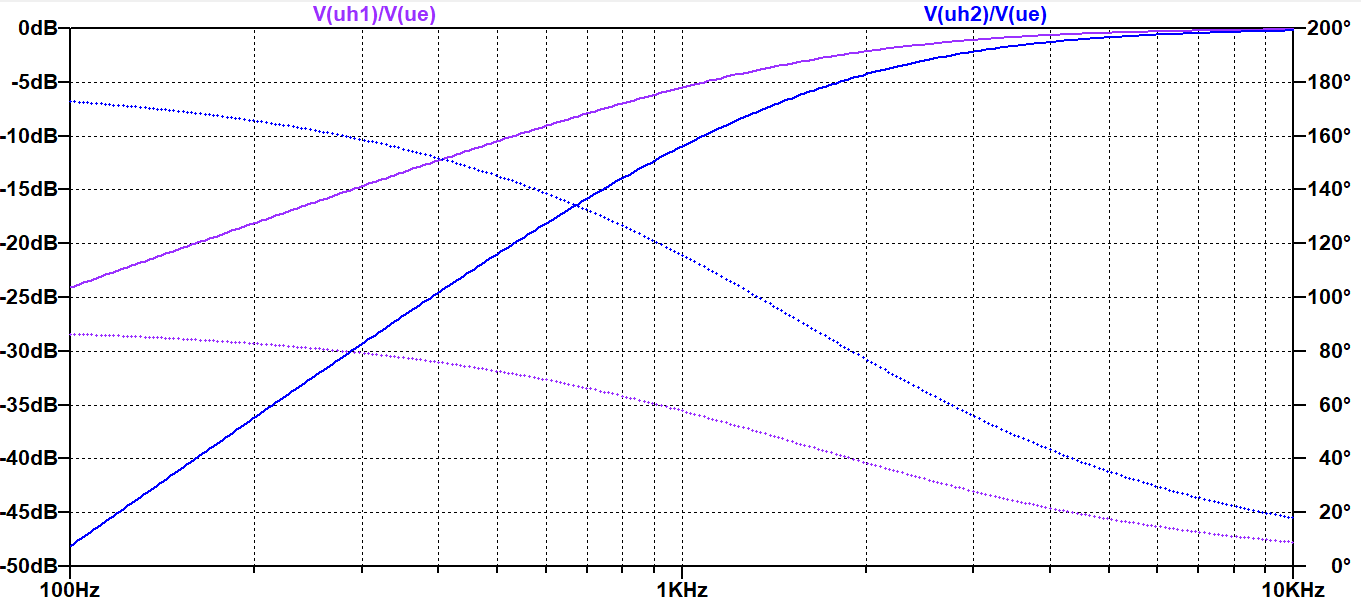 V(uh1)/V(ue) V(uh2)/V(ue)
0dB 200°
-5dB 180°
-10dB 160°
-15dB 140°
-20dB 120°
-25dB 100°
-30dB 80°
-35dB 60°
-40dB 40°
-45dB 20°
-50dB 0°
100Hz 1KHz 10KHz